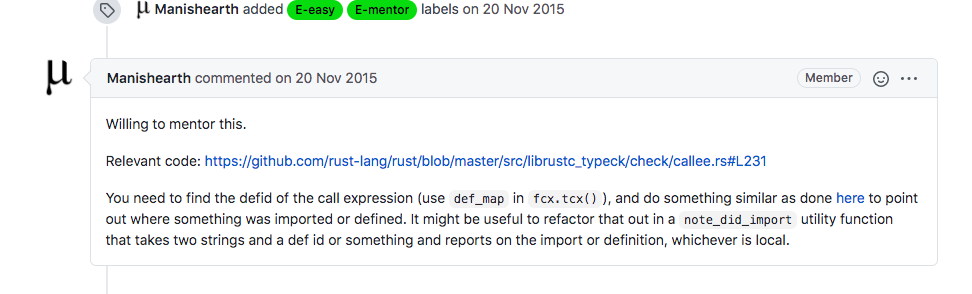 μ Manishearth added E-easy E-mentor labels on 20 Nov 2015
μ
Manishearth commented on 20 Nov 2015 Member
Willing to mentor this.
Relevant code: https://github.com/rust-lang/rust/blob/master/src/librustc_typeck/check/callee.rs#L231
You need to find the defid of the call expression (use def_map in fcx.tcx() ), and do something similar as done here to point
out where something was imported or defined. It might be useful to refactor that out in a note_did_import utility function
that takes two strings and a def id or something and reports on the import or definition, whichever is local.